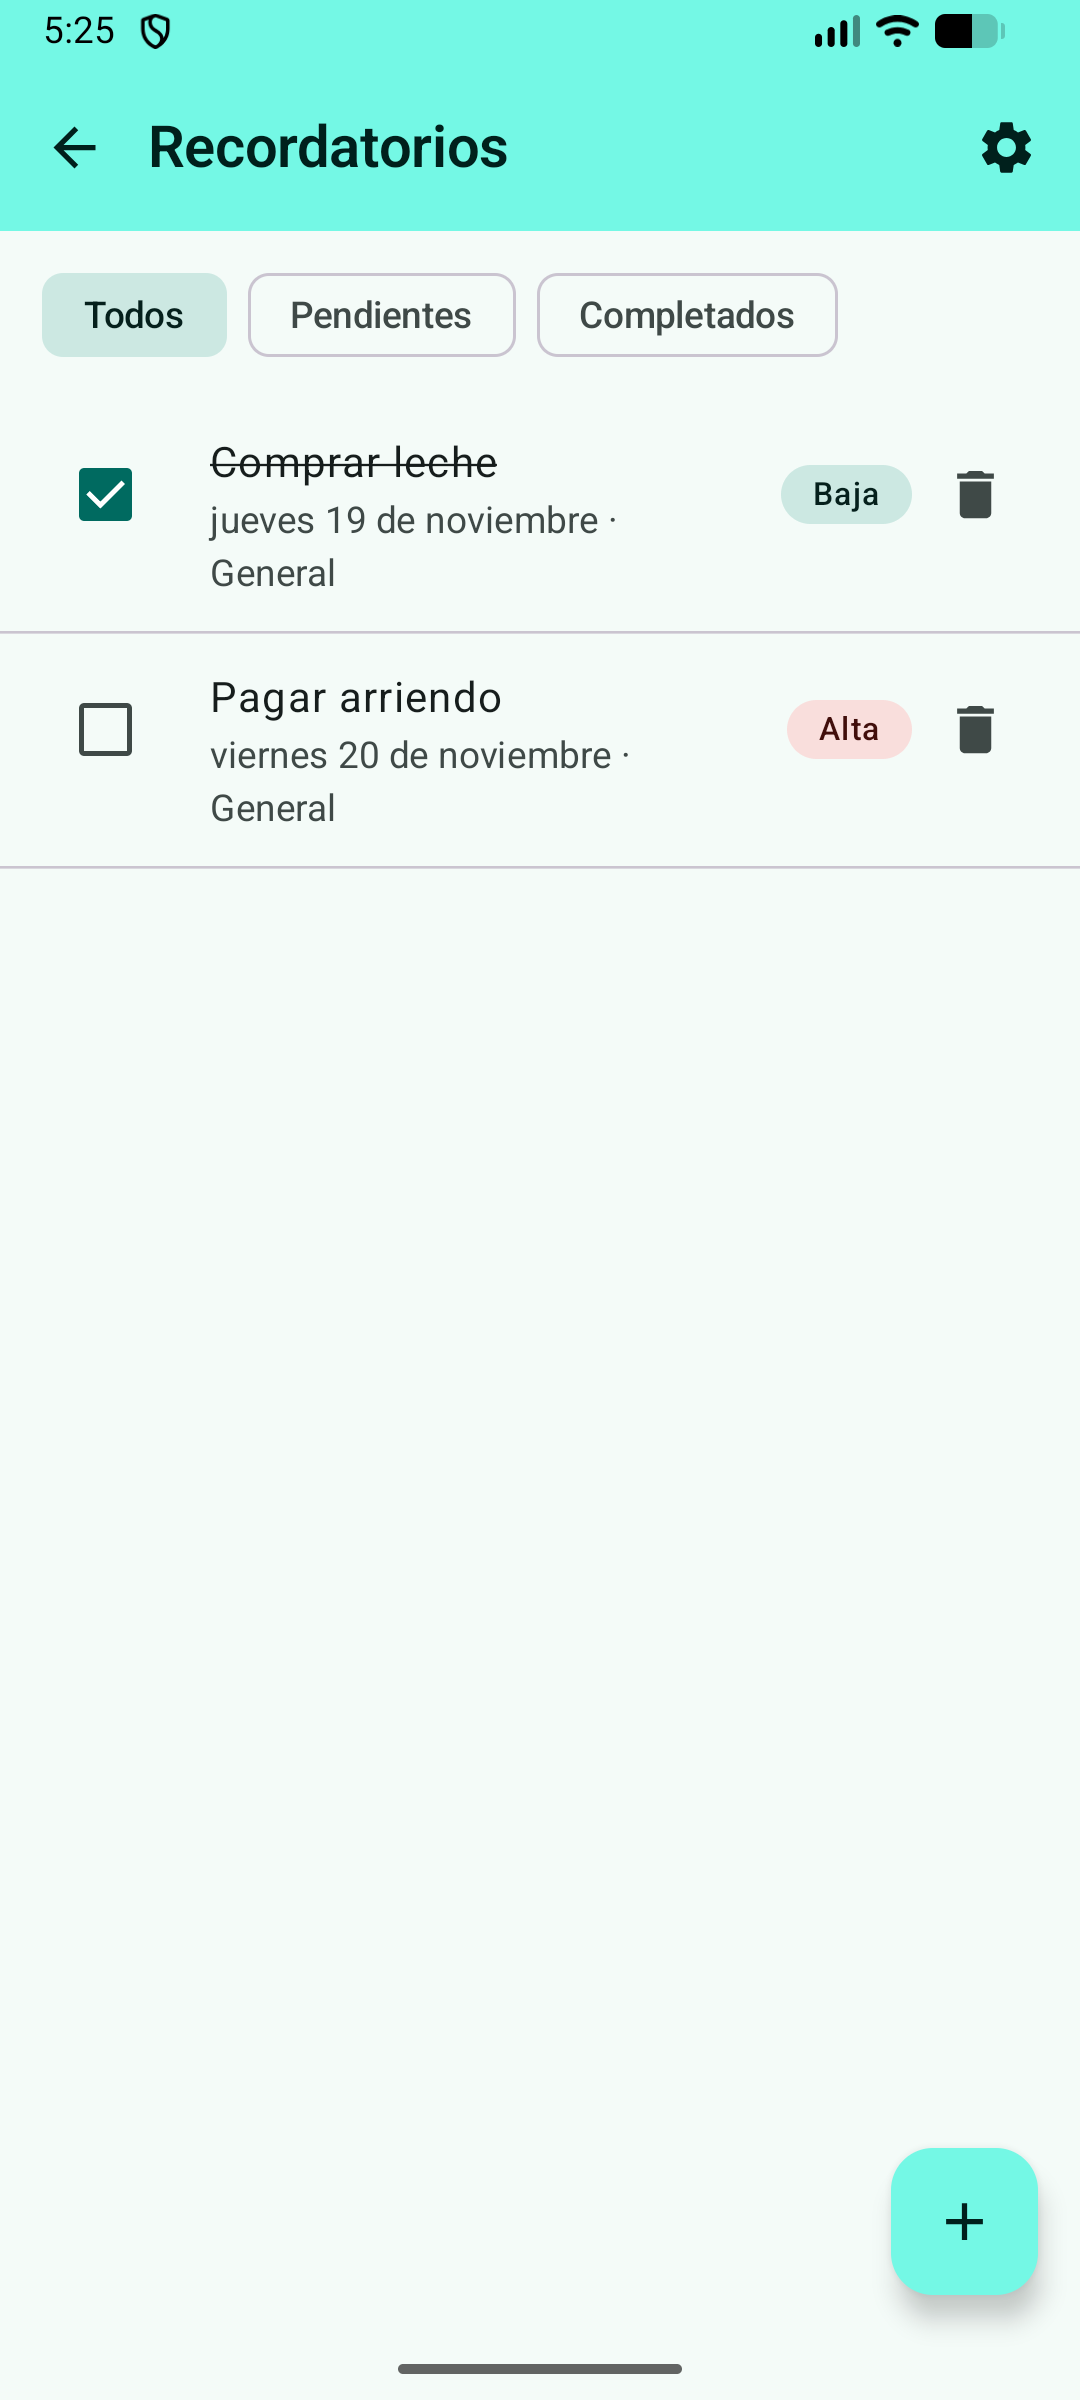 5:25
Recordatorios
Todos
Pendientes
Completados
Comprar leche
jueves 19 de noviembre ·
General
Baja
Pagar arriendo
viernes 20 de noviembre ·
General
Alta